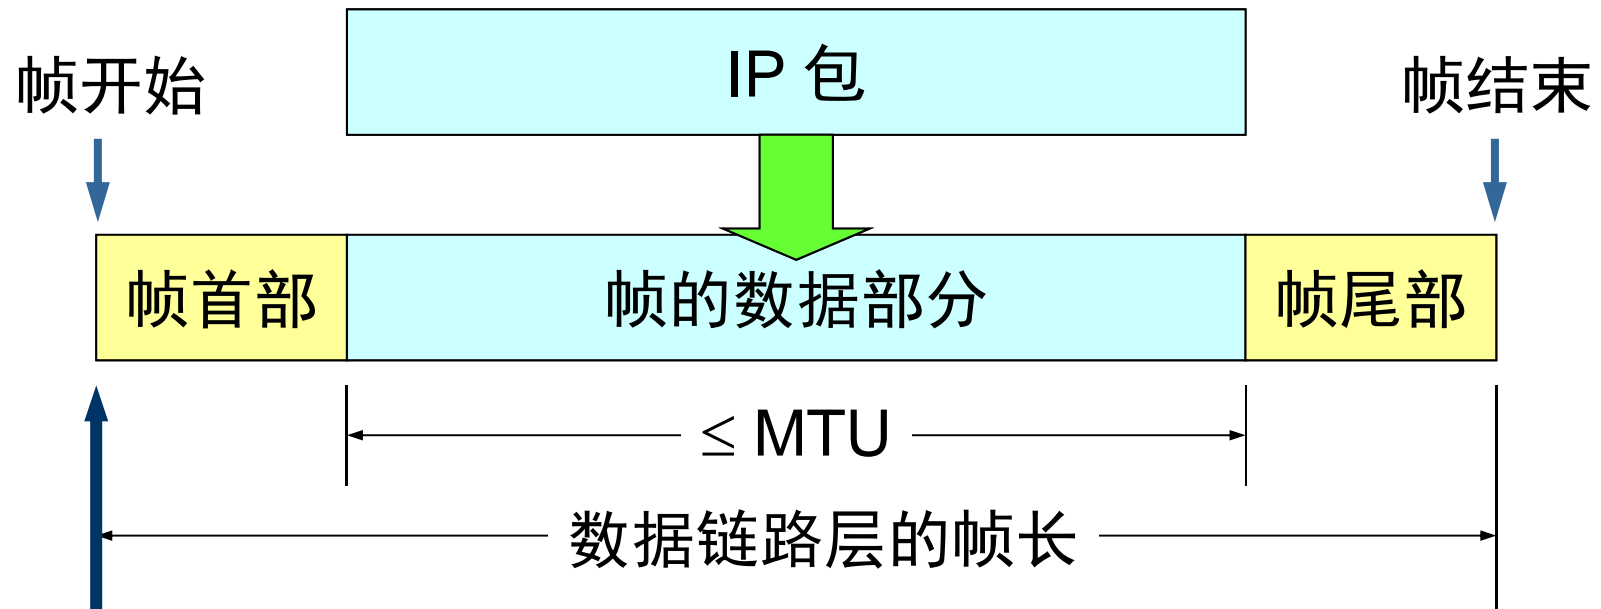 IP 包
帧开始
帧结束
帧首部
帧的数据部分
帧尾部
≤ MTU
数据链路层的帧长